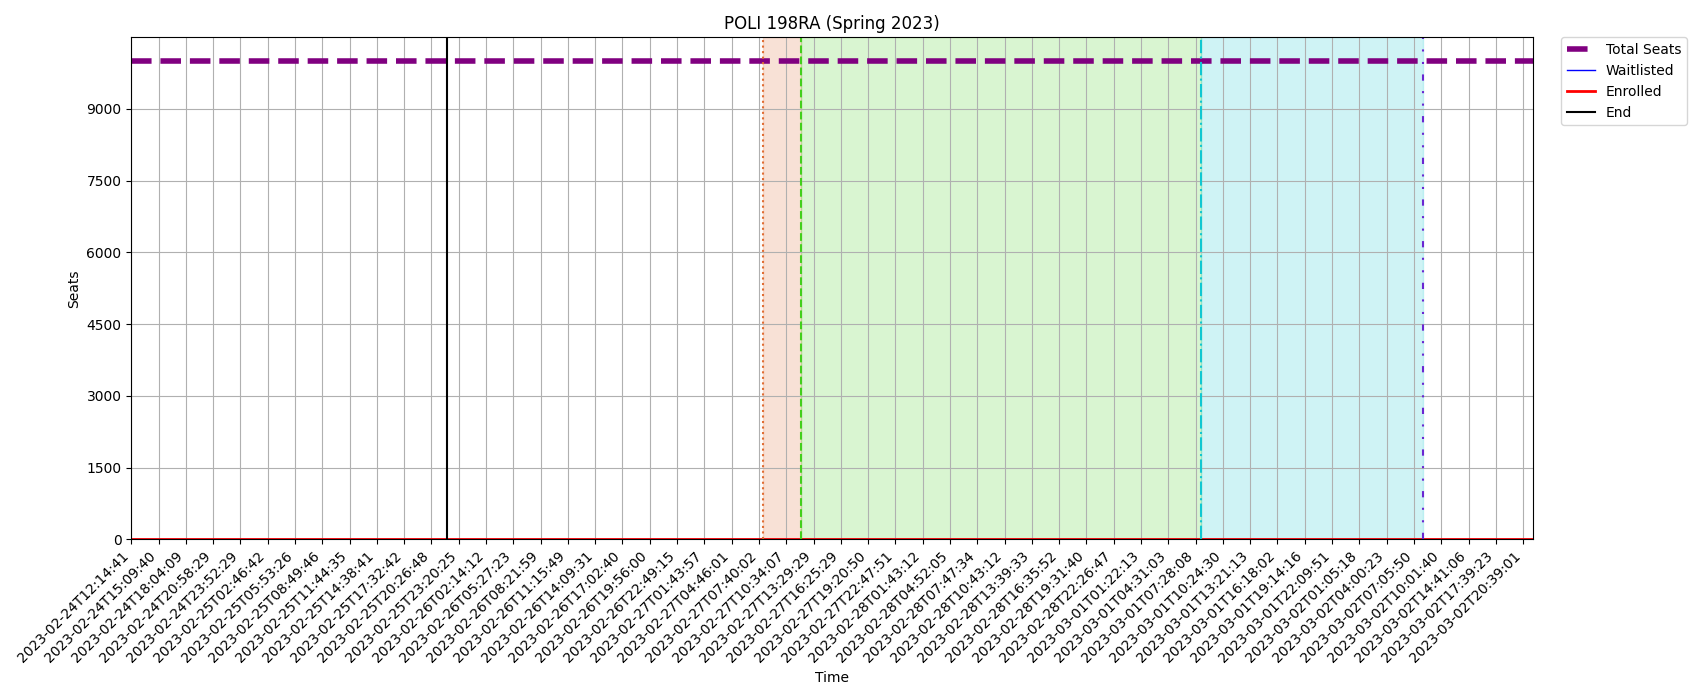 POLI 198RA (Spring 2023)
Total Seats
Waitlisted
Enrolled
End
9000
7500
6000
4500
3000
1500
0
Seats
2023-02-24T12:14:41
2023-02-24T15:09:40
2023-02-24T18:04:09
2023-02-24T20:58:29
2023-02-24T23:52:29
2023-02-25T02:46:42
2023-02-25T05:53:26
2023-02-25T08:49:46
2023-02-25T11:44:35
2023-02-25T14:38:41
2023-02-25T17:32:42
2023-02-25T20:26:48
2023-02-25T23:20:25
2023-02-26T02:14:12
2023-02-26T05:27:23
2023-02-26T08:21:59
2023-02-26T11:15:49
2023-02-26T14:09:31
2023-02-26T17:02:40
2023-02-26T19:56:00
2023-02-26T22:49:15
2023-02-27T01:43:57
2023-02-27T04:46:01
2023-02-27T07:40:02
2023-02-27T10:34:07
2023-02-27T13:29:29
2023-02-27T16:25:29
2023-02-27T19:20:50
2023-02-27T22:47:51
2023-02-28T01:43:12
2023-02-28T04:52:05
2023-02-28T07:47:34
2023-02-28T10:43:12
2023-02-28T13:39:33
2023-02-28T16:35:52
2023-02-28T19:31:40
2023-02-28T22:26:47
2023-03-01T01:22:13
2023-03-01T04:31:03
2023-03-01T07:28:08
2023-03-01T10:24:30
2023-03-01T13:21:13
2023-03-01T16:18:02
2023-03-01T19:14:16
2023-03-01T22:09:51
2023-03-02T01:05:18
2023-03-02T04:00:23
2023-03-02T07:05:50
2023-03-02T10:01:40
2023-03-02T14:41:06
2023-03-02T17:39:23
2023-03-02T20:39:01
Time